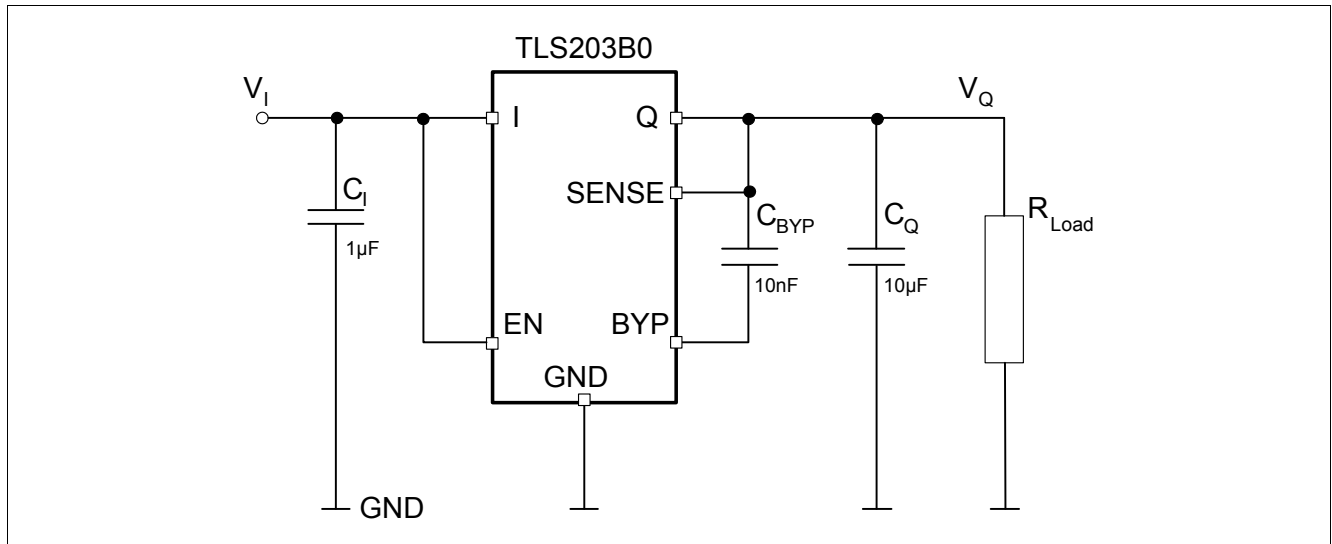 TLS203B0
V_I
V_Q
I
Q
C_I
1µF
SENSE
C_BYP
10nF
C_Q
10µF
R_Load
EN
BYP
GND
GND